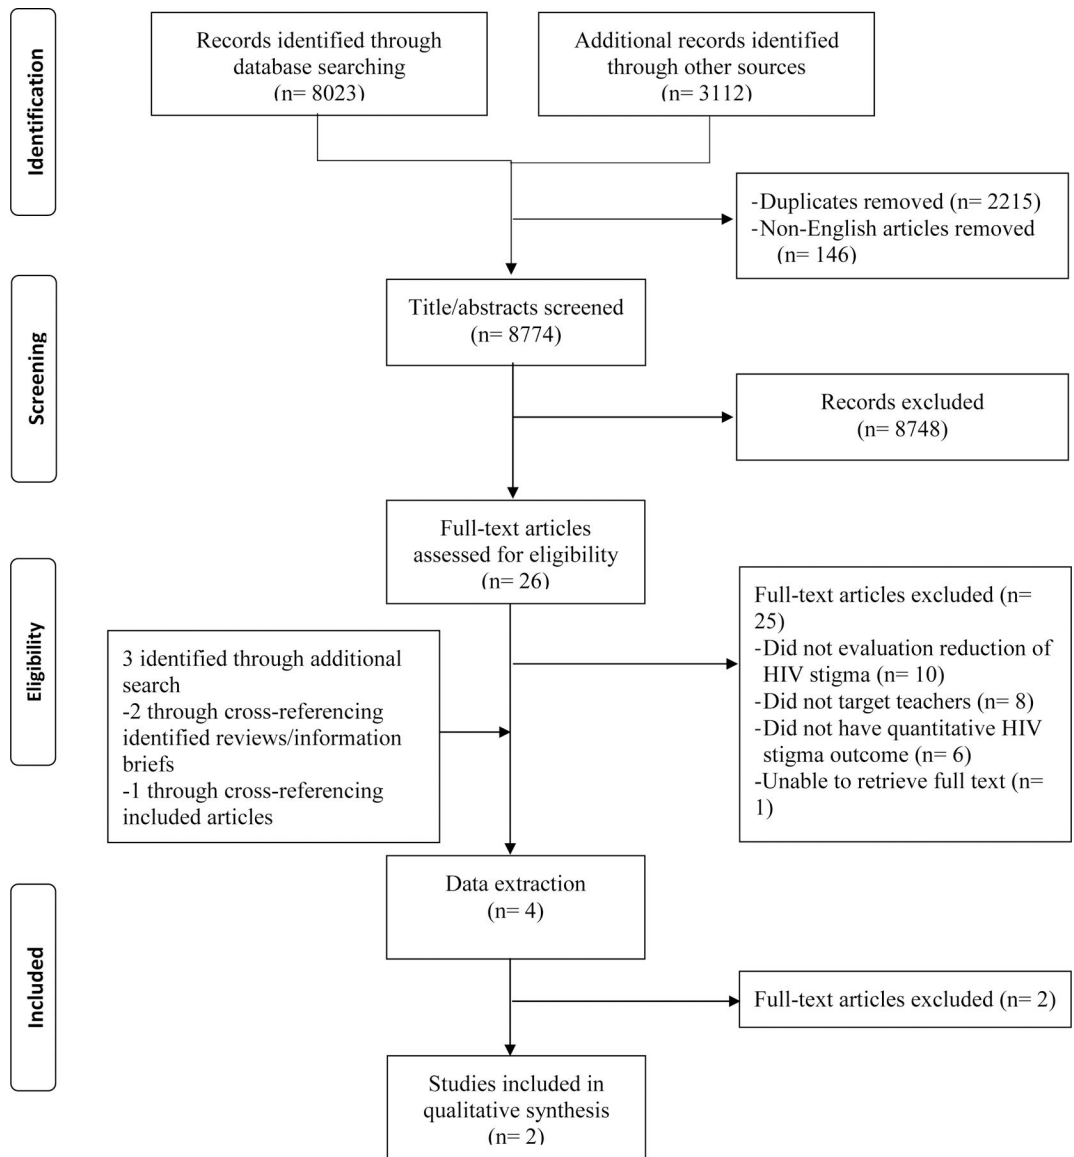 Identification
Records identified through
database searching
(n= 8023)
Additional records identified
through other sources
(n= 3112)
-Duplicates removed (n= 2215)
-Non-English articles removed
(n= 146)
Screening
Title/abstracts screened
(n= 8774)
Records excluded
(n= 8748)
Eligibility
Full-text articles
assessed for eligibility
(n= 26)
3 identified through additional
search
-2 through cross-referencing
identified reviews/information
briefs
-1 through cross-referencing
included articles
Full-text articles excluded (n=
25)
-Did not evaluation reduction of
HIV stigma (n= 10)
-Did not target teachers (n= 8)
-Did not have quantitative HIV
stigma outcome (n= 6)
-Unable to retrieve full text (n=
1)
Included
Data extraction
(n= 4)
Full-text articles excluded (n= 2)
Studies included in
qualitative synthesis
(n= 2)